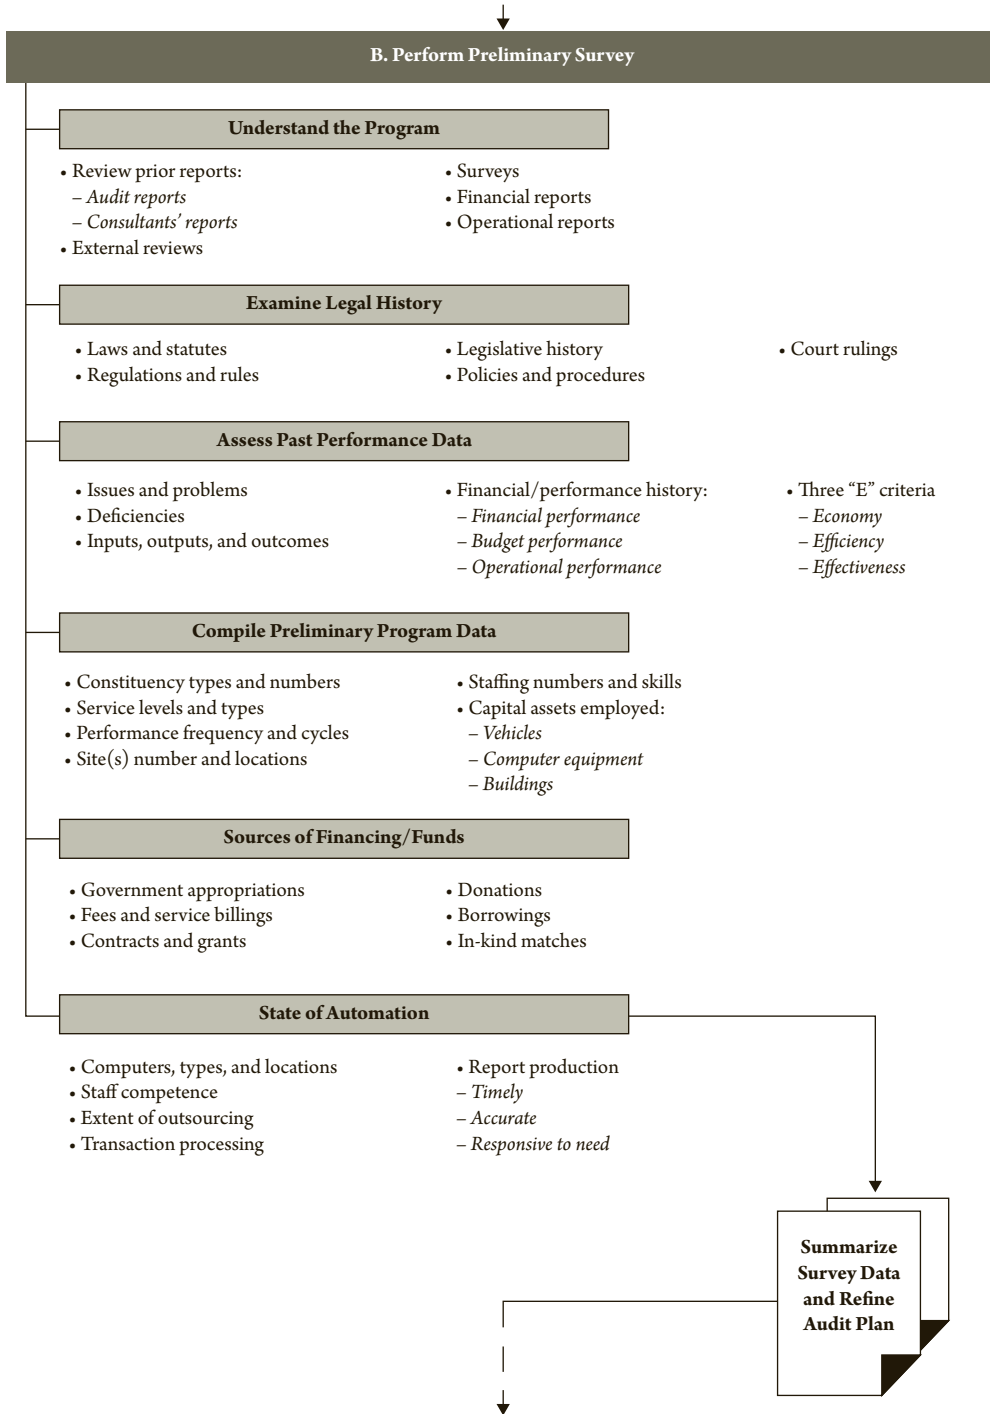 B. Perform Preliminary Survey
Understand the Program
• Review prior reports:
– Audit reports
– Consultants’ reports
• External reviews
• Surveys
• Financial reports
• Operational reports
Examine Legal History
• Laws and statutes
• Regulations and rules
• Legislative history
• Policies and procedures
• Court rulings
Assess Past Performance Data
• Issues and problems
• Deficiencies
• Inputs, outputs, and outcomes
• Financial/performance history:
– Financial performance
– Budget performance
– Operational performance
• Three “E” criteria
– Economy
– Efficiency
– Effectiveness
Compile Preliminary Program Data
• Constituency types and numbers
• Service levels and types
• Performance frequency and cycles
• Site(s) number and locations
• Staffing numbers and skills
• Capital assets employed:
– Vehicles
– Computer equipment
– Buildings
Sources of Financing/Funds
• Government appropriations
• Fees and service billings
• Contracts and grants
• Donations
• Borrowings
• In-kind matches
State of Automation
• Computers, types, and locations
• Staff competence
• Extent of outsourcing
• Transaction processing
• Report production
– Timely
– Accurate
– Responsive to need
Summarize
Survey Data
and Refine
Audit Plan